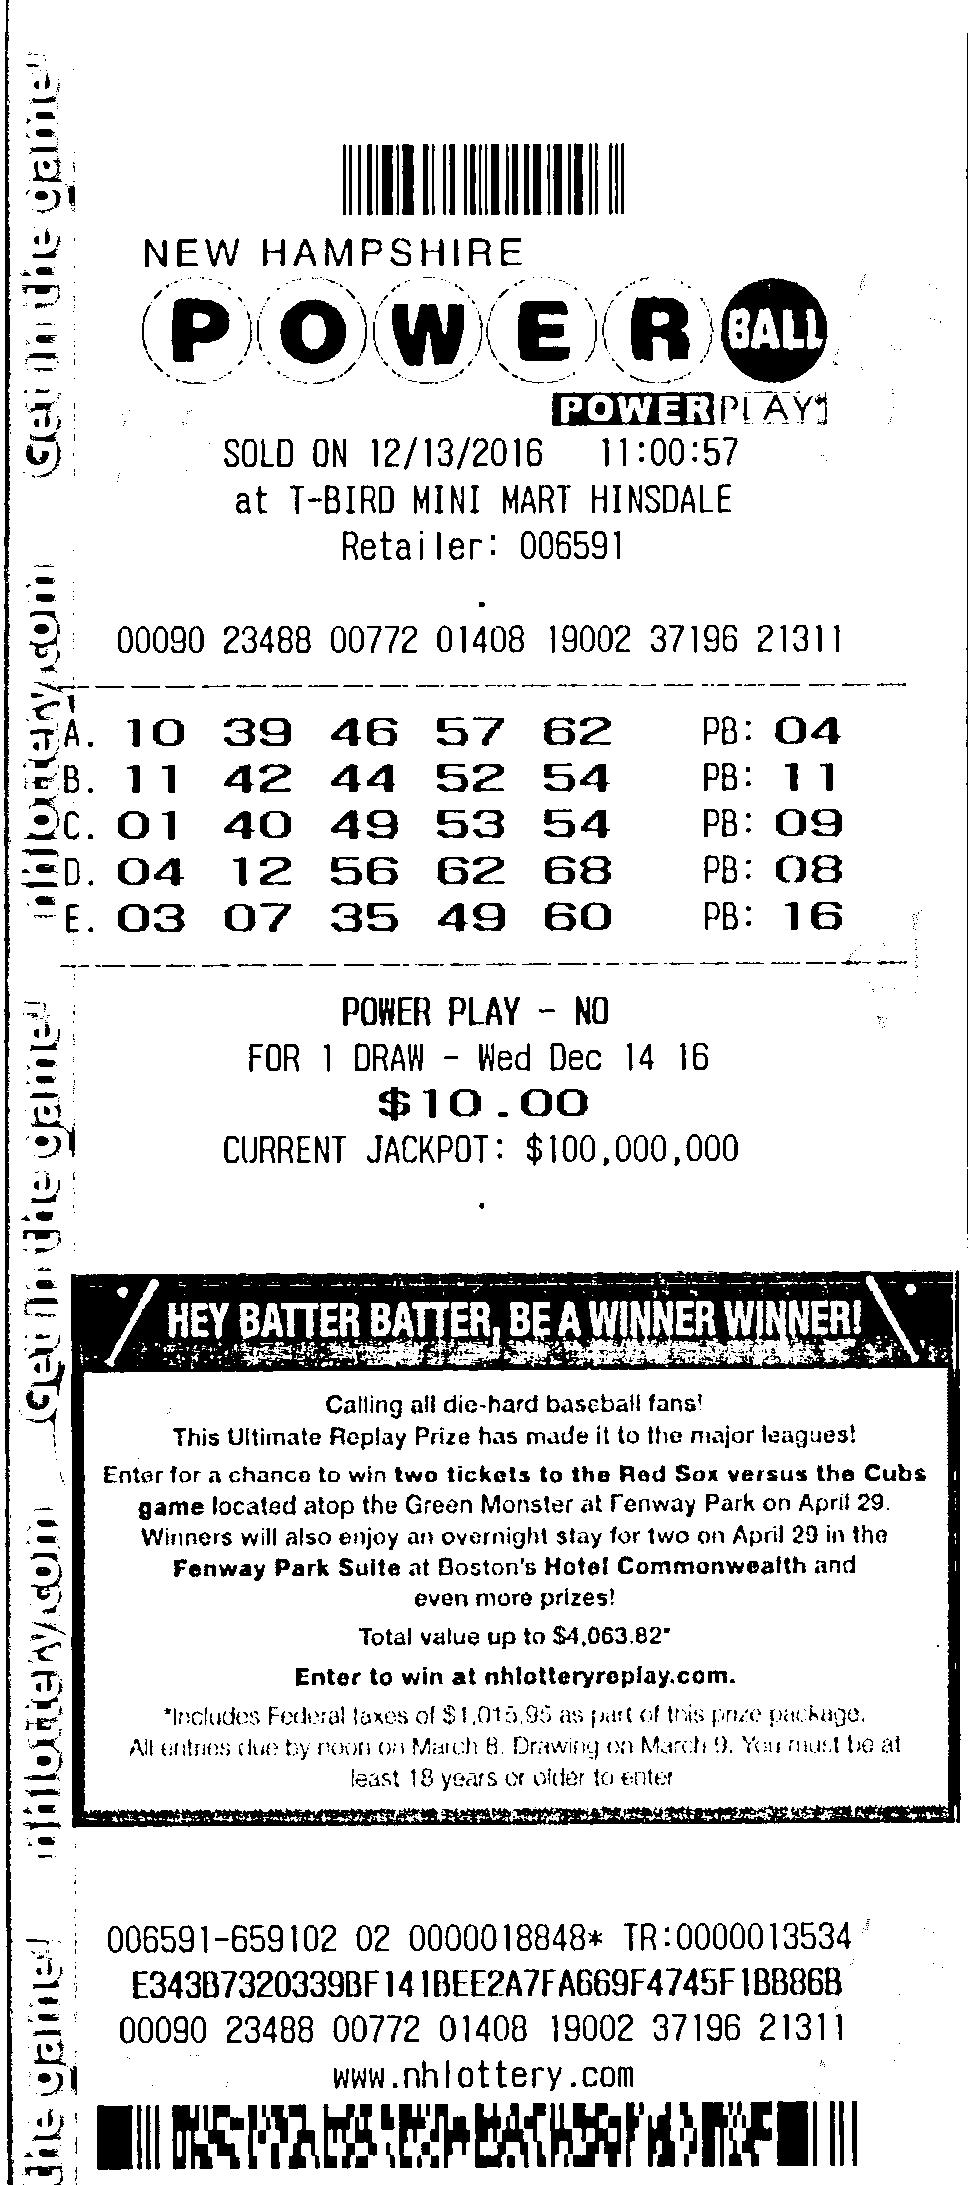 NEW HAMPSHIRE
POWER BALL
POWERPLAY
SOLD ON 12/13/2016 11:00:57
at T-BIRD MINI MART HINSDALE
Retailer: 006591
00090 23488 00772 01408 19002 37196 21311
A. 10 39 46 57 62 PB: 04
B. 11 42 44 52 54 PB: 11
C. 01 40 49 53 54 PB: 09
D. 04 12 56 62 68 PB: 08
E. 03 07 35 49 60 PB: 16
POWER PLAY - NO
FOR 1 DRAW - Wed Dec 14 16
$10.00
CURRENT JACKPOT: $100,000,000
HEY BATTER BATTER, BE A WINNER WINNER!
Calling all die-hard baseball fans!
This Ultimate Replay Prize has made it to the major leagues!
Enter for a chance to win two tickets to the Red Sox versus the Cubs
game located atop the Green Monster at Fenway Park on April 29.
Winners will also enjoy an overnight stay for two on April 29 in the
Fenway Park Suite at Boston's Hotel Commonwealth and
even more prizes!
Total value up to $4,063.82*
Enter to win at nhlotteryreplay.com.
*Includes Federal taxes of $1,015.95 as part of this prize package.
All entries due by noon on March 8. Drawing on March 9. You must be at
least 18 years or older to enter
006591-659102 02 0000018848* TR:0000013534
E343B7320339BF141BEE2A7FA669F4745F1BB86B
00090 23488 00772 01408 19002 37196 21311
www.nhlottery.com
nhlottery.com
Get in the game
nhlottery.com
Get in the game
the game